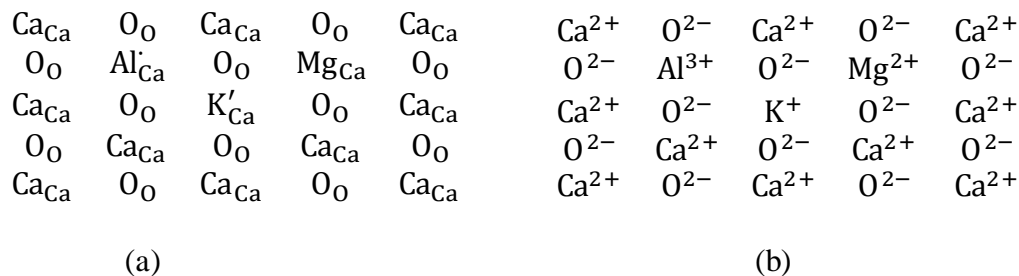 Ca_Ca O_O Ca_Ca O_O Ca_Ca Ca²⁺ O²⁻ Ca²⁺ O²⁻ Ca²⁺
O_O Al^•_Ca O_O Mg_Ca O_O O²⁻ Al³⁺ O²⁻ Mg²⁺ O²⁻
Ca_Ca O_O K′_Ca O_O Ca_Ca Ca²⁺ O²⁻ K⁺ O²⁻ Ca²⁺
O_O Ca_Ca O_O Ca_Ca O_O O²⁻ Ca²⁺ O²⁻ Ca²⁺ O²⁻
Ca_Ca O_O Ca_Ca O_O Ca_Ca Ca²⁺ O²⁻ Ca²⁺ O²⁻ Ca²⁺
(a) (b)